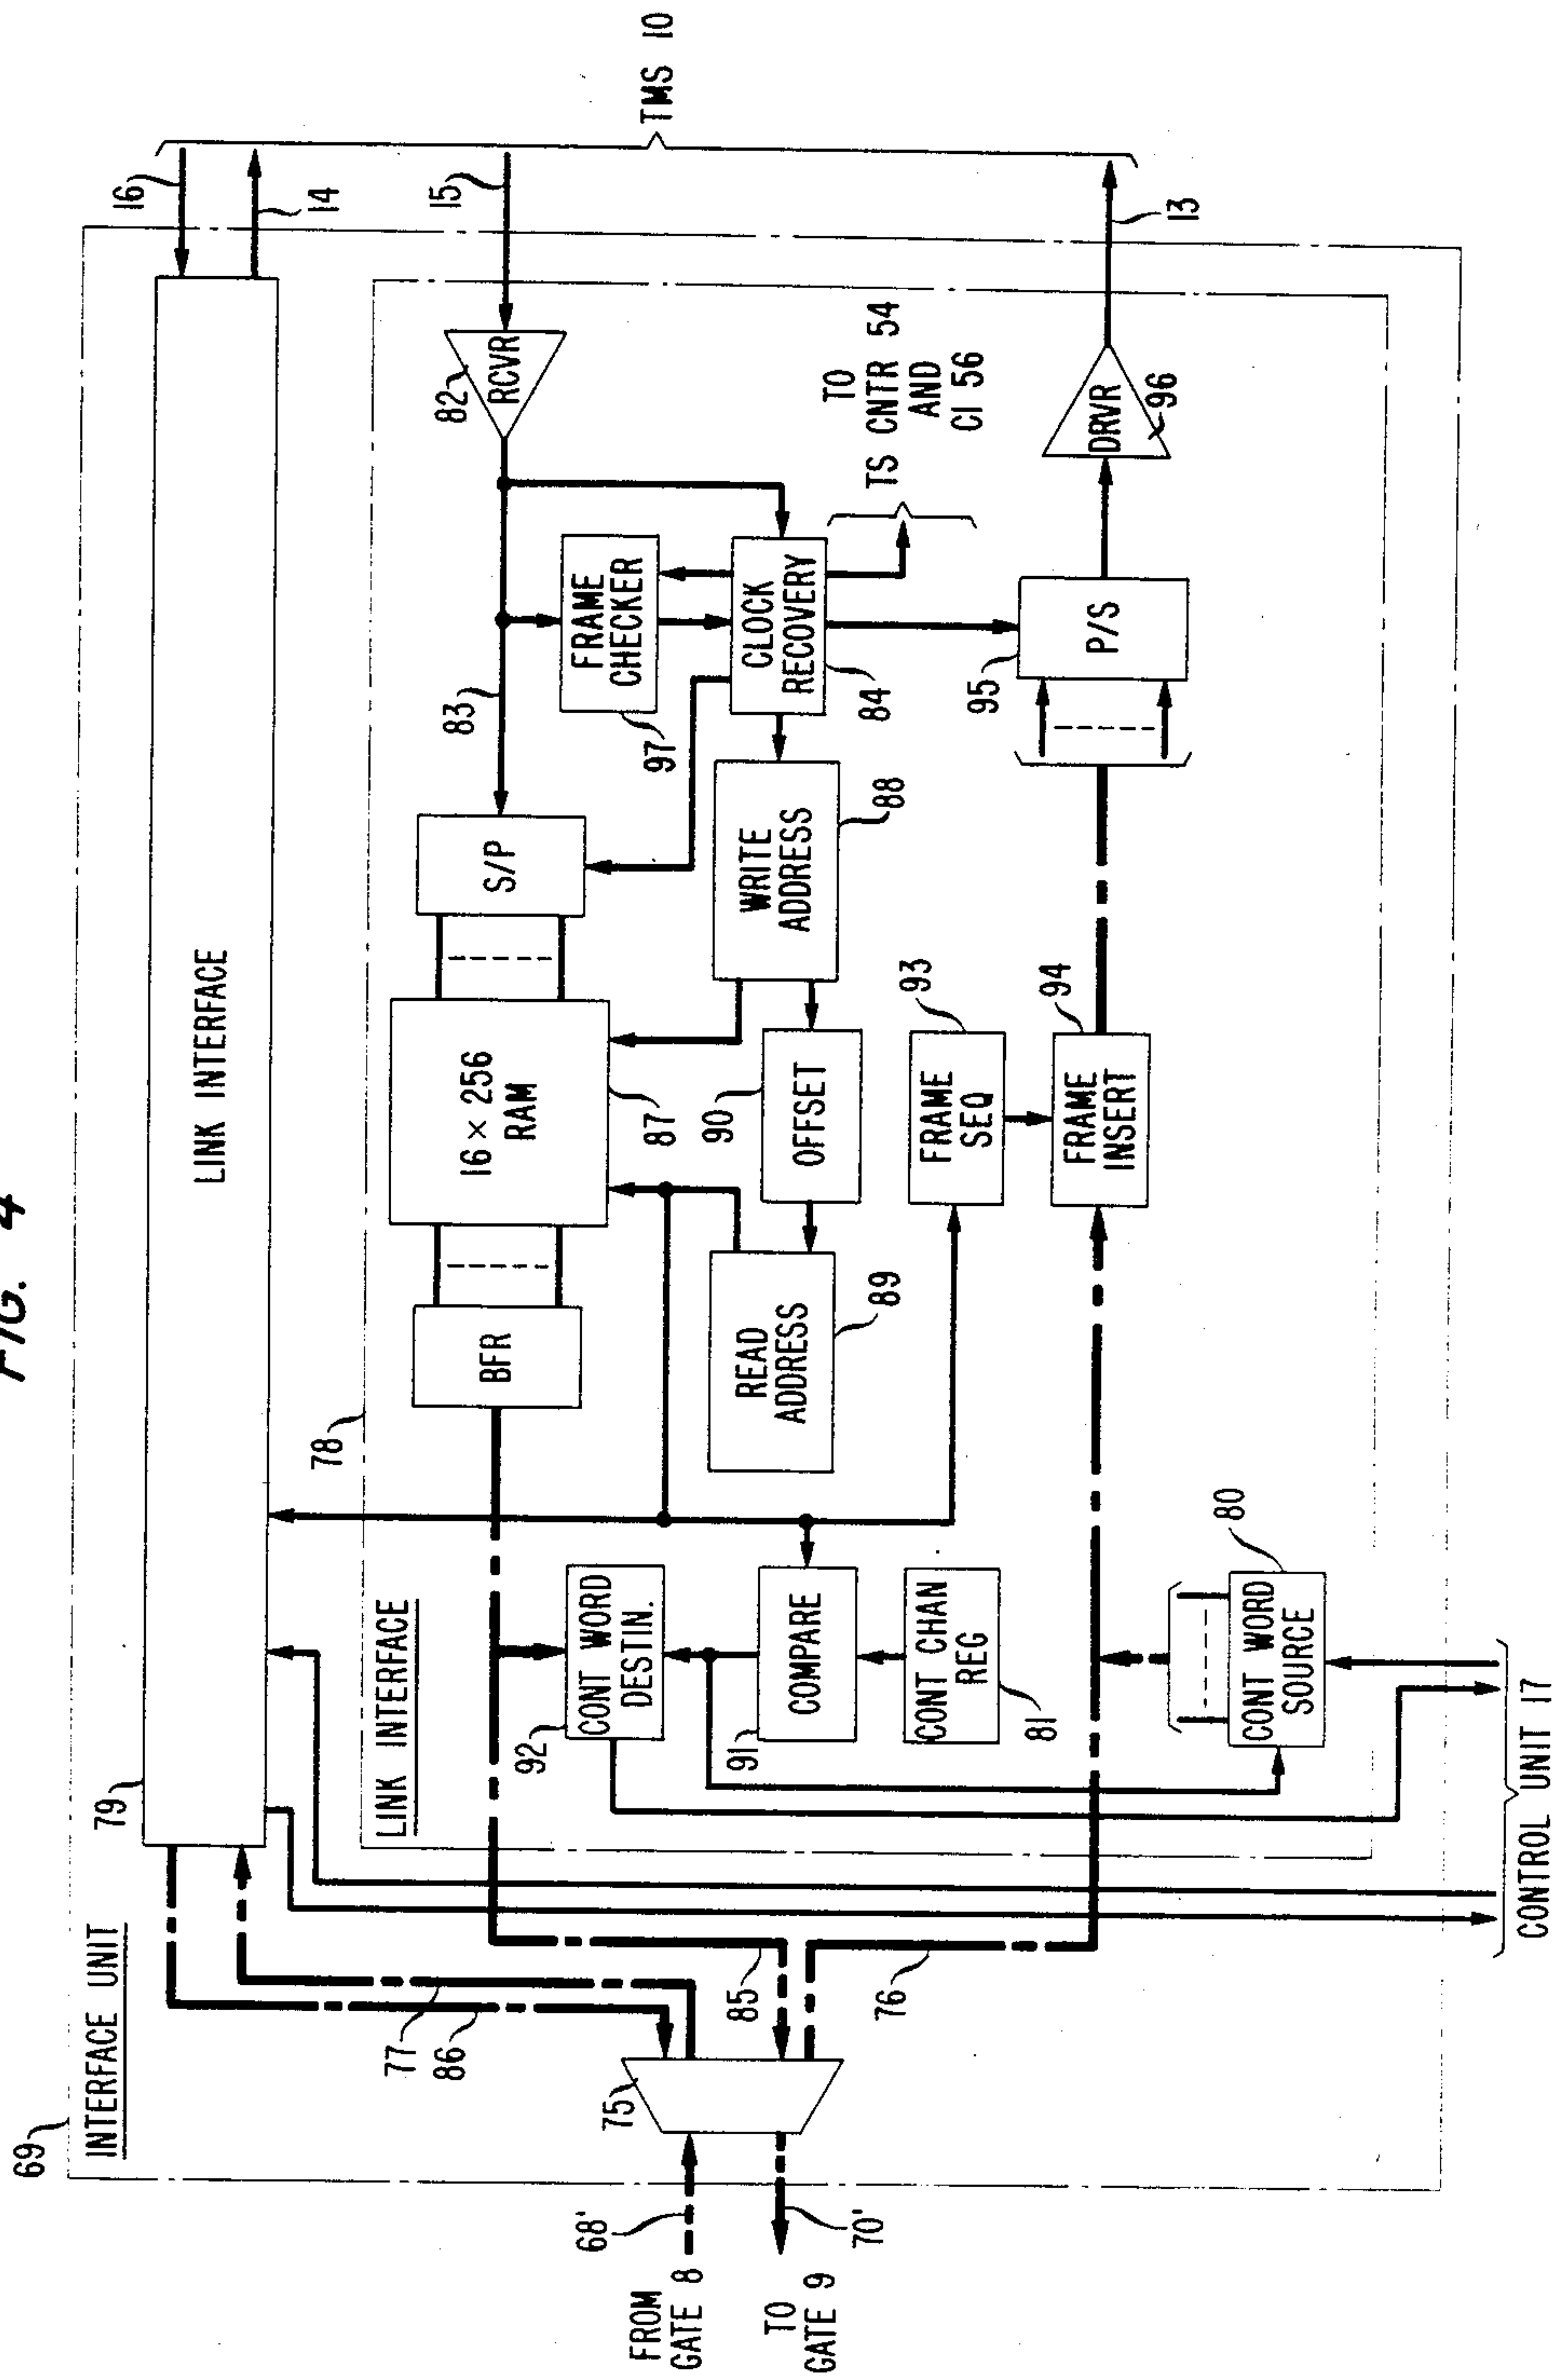 FIG. 4
69
INTERFACE UNIT
79
LINK INTERFACE
16
14
TMS 10
78
LINK INTERFACE
77
86
75
FROM
GATE 8
68'
TO
GATE 9
70'
85
76
BFR
16 × 256
RAM
87
S/P
83
82
RCVR
15
FRAME
CHECKER
97
CLOCK
RECOVERY
84
TO
TS CNTR 54
AND
CI 56
92
CONT WORD
DESTIN.
91
COMPARE
CONT CHAN
REG
81
READ
ADDRESS
89
90
OFFSET
WRITE
ADDRESS
88
FRAME
SEQ
93
FRAME
INSERT
94
95
P/S
DRVR
96
13
CONT WORD
SOURCE
80
CONTROL UNIT 17